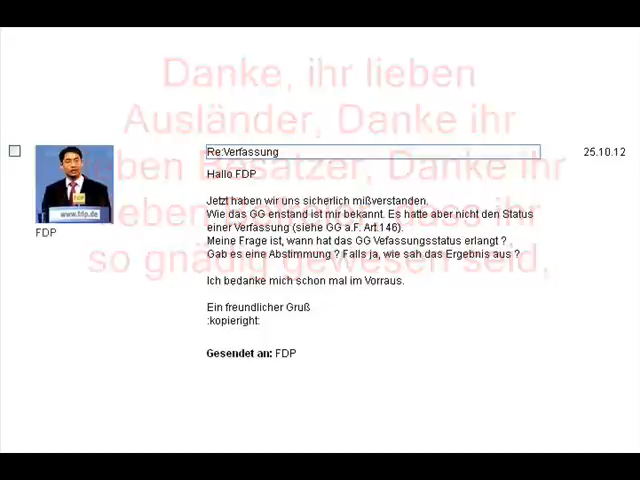 Danke, ihr lieben
Ausländer, Danke ihr
Besatzer, Danke ihr
dass ihr
so gnädig gewesen seid,
Re:Verfassung
25.10.12
Hallo FDP
Jetzt haben wir uns sicherlich mißverstanden.
Wie das GG enstand ist mir bekannt. Es hatte aber nicht den Status
einer Verfassung (siehe GG a.F. Art.146).
Meine Frage ist, wann hat das GG Vefassungsstatus erlangt ?
Gab es eine Abstimmung ? Falls ja, wie sah das Ergebnis aus ?
Ich bedanke mich schon mal im Vorraus.
Ein freundlicher Gruß
:kopieright:
Gesendet an: FDP
FDP
www.fdp.de
FDP